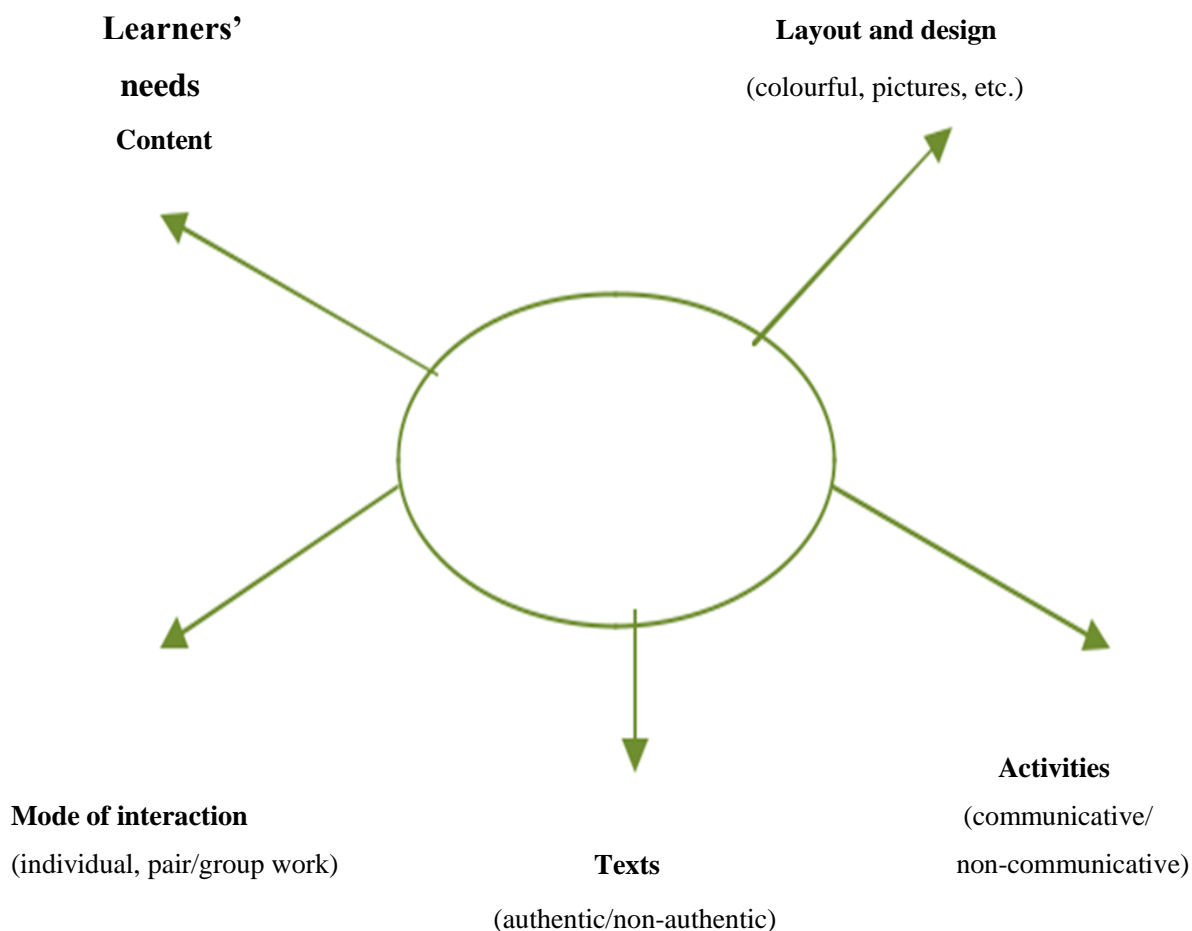 Learners’
needs
Content
Layout and design
(colourful, pictures, etc.)
Mode of interaction
(individual, pair/group work)
Texts
(authentic/non-authentic)
Activities
(communicative/
non-communicative)